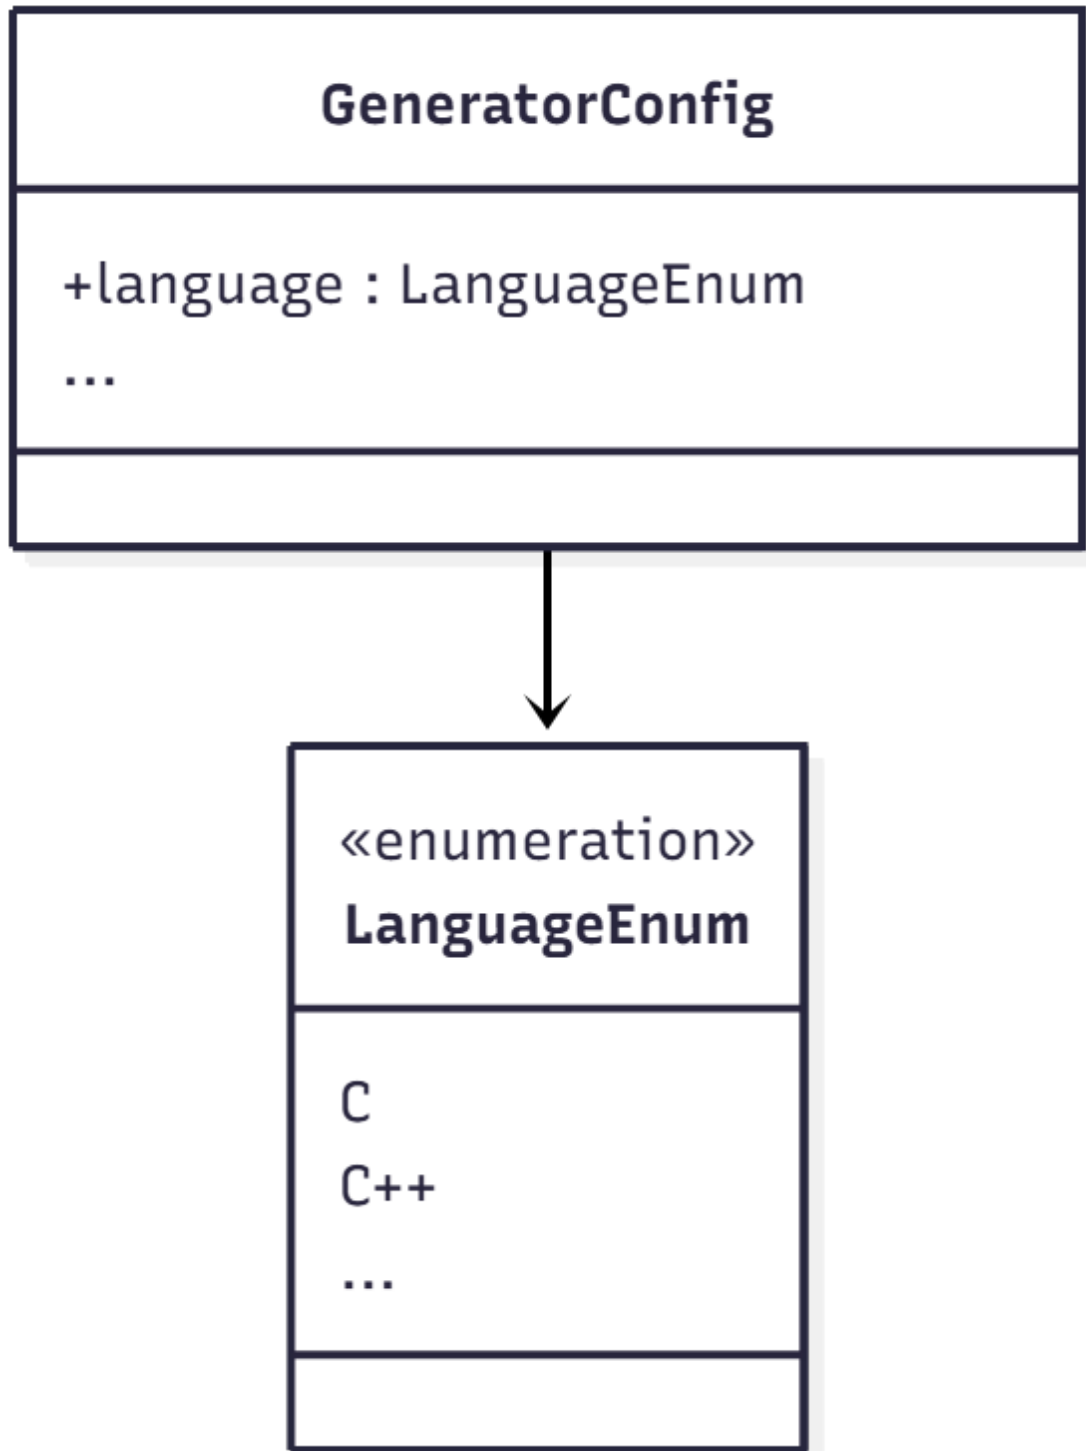 GeneratorConfig
+language : LanguageEnum
...
«enumeration»
LanguageEnum
C
C++
...